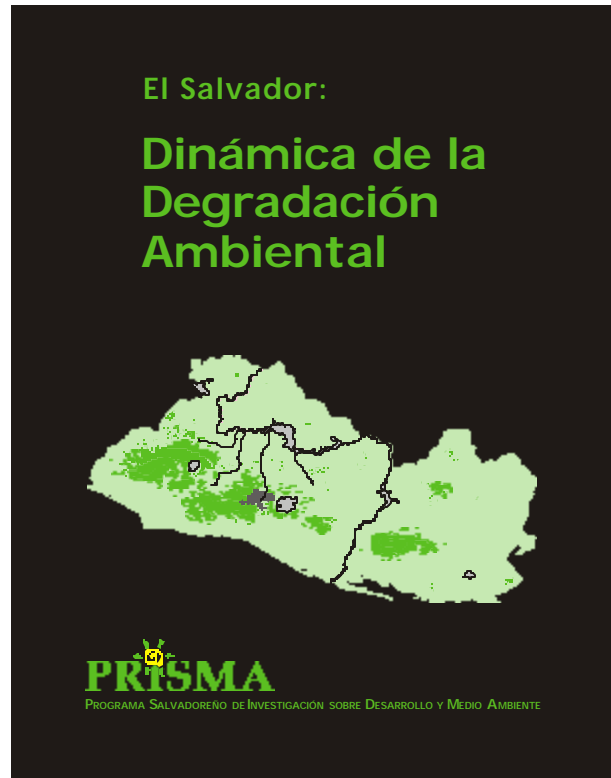 El Salvador:
Dinámica de la
Degradación
Ambiental
PRISMA
PROGRAMA SALVADOREÑO DE INVESTIGACIÓN SOBRE DESARROLLO Y MEDIO AMBIENTE